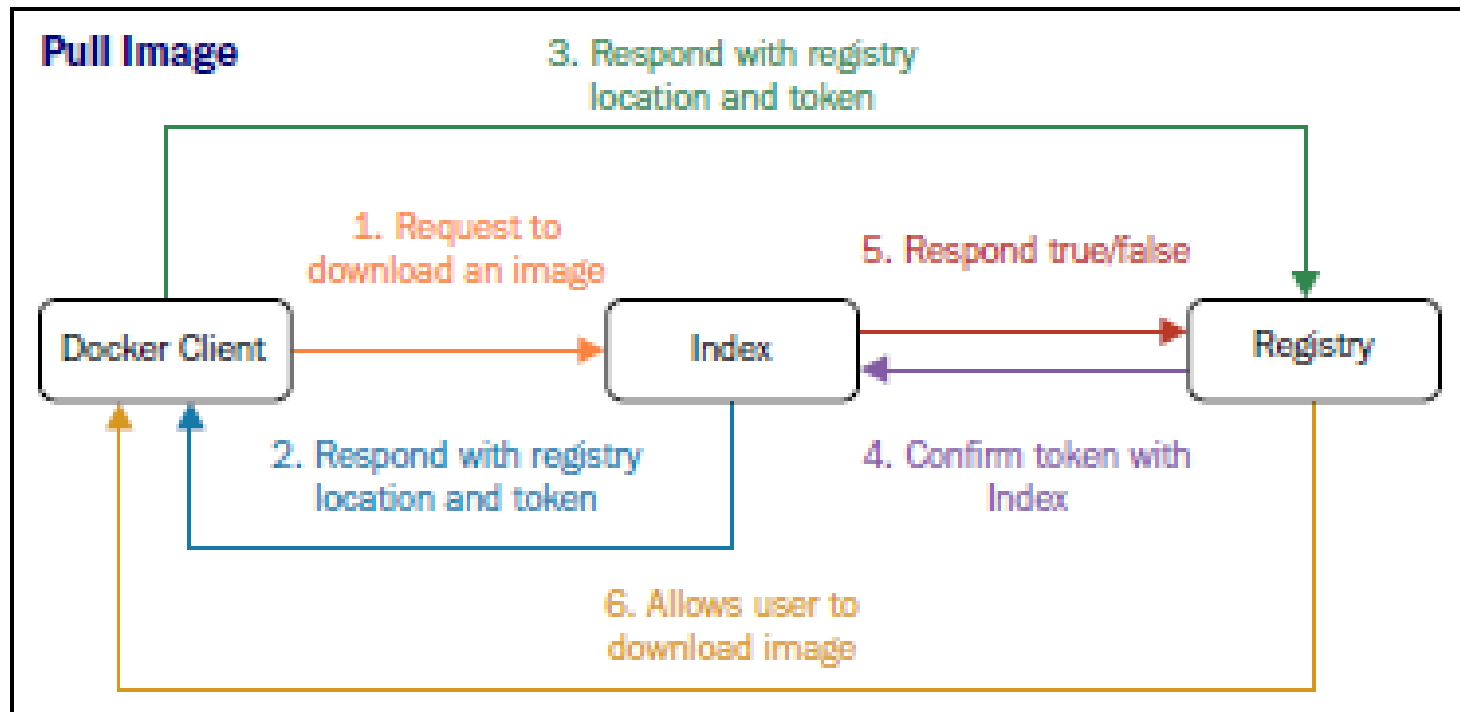 Pull Image
3. Respond with registry
location and token
1. Request to
download an image
5. Respond true/false
Docker Client
Index
Registry
2. Respond with registry
location and token
4. Confirm token with
Index
6. Allows user to
download image